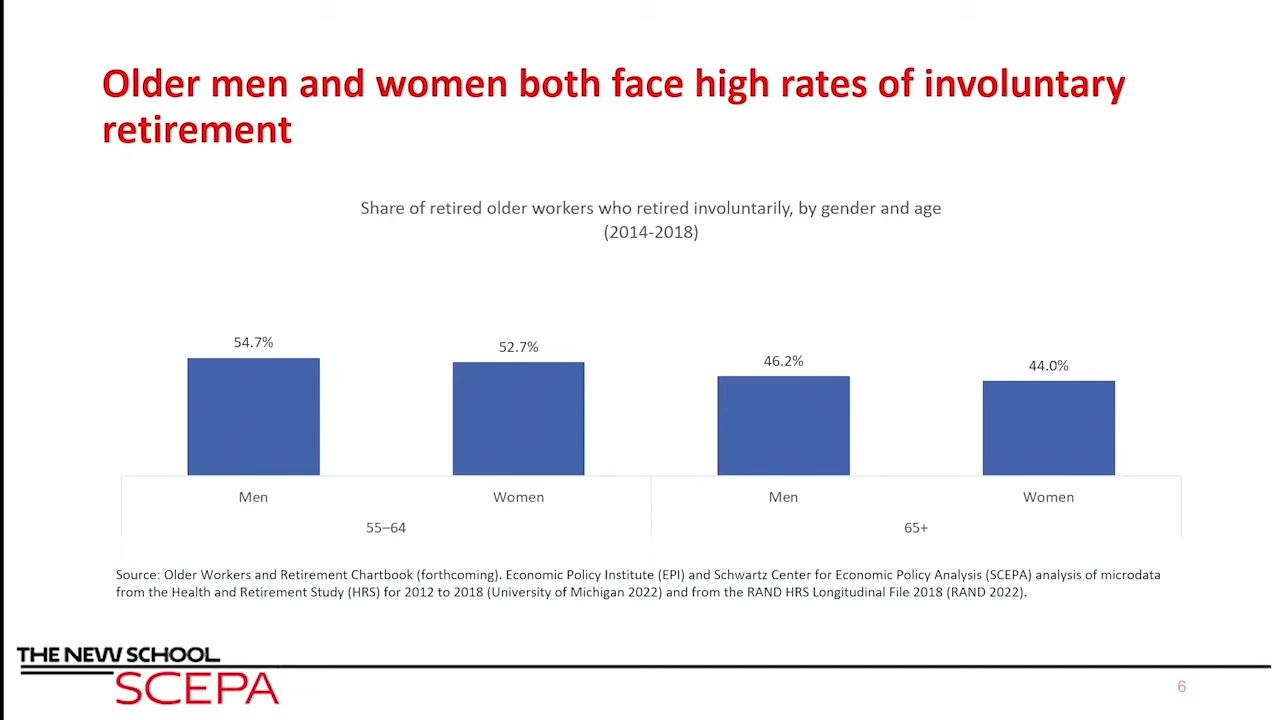 Older men and women both face high rates of involuntary
retirement
Share of retired older workers who retired involuntarily, by gender and age
(2014-2018)
54.7%
52.7%
46.2%
44.0%
Men
Women
Men
Women
55–64
65+
Source: Older Workers and Retirement Chartbook (forthcoming). Economic Policy Institute (EPI) and Schwartz Center for Economic Policy Analysis (SCEPA) analysis of microdata
from the Health and Retirement Study (HRS) for 2012 to 2018 (University of Michigan 2022) and from the RAND HRS Longitudinal File 2018 (RAND 2022).
THE NEW SCHOOL
SCEPA
6